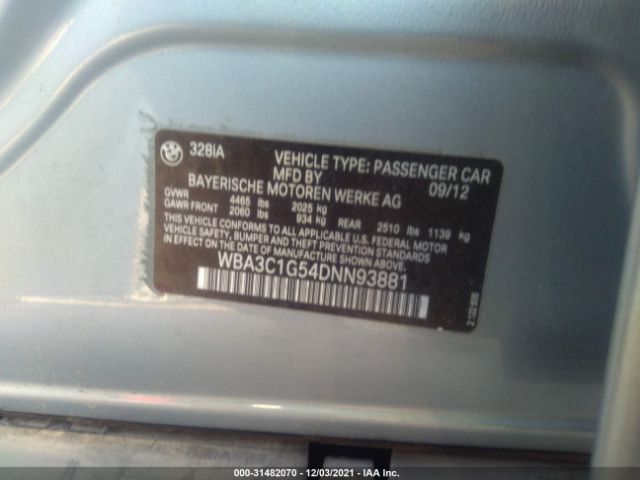 BMW
328IA
VEHICLE TYPE: PASSENGER CAR
MFD BY 09/12
BAYERISCHE MOTOREN WERKE AG
GVWR 4465 lbs 2025 kg
GAWR FRONT 2060 lbs 934 kg REAR 2510 lbs 1139 kg
THIS VEHICLE CONFORMS TO ALL APPLICABLE U.S. FEDERAL MOTOR
VEHICLE SAFETY, BUMPER, AND THEFT PREVENTION STANDARDS
IN EFFECT ON THE DATE OF MANUFACTURE SHOWN ABOVE.
WBA3C1G54DNN93881
000-31482070 - 12/03/2021 - IAA Inc.